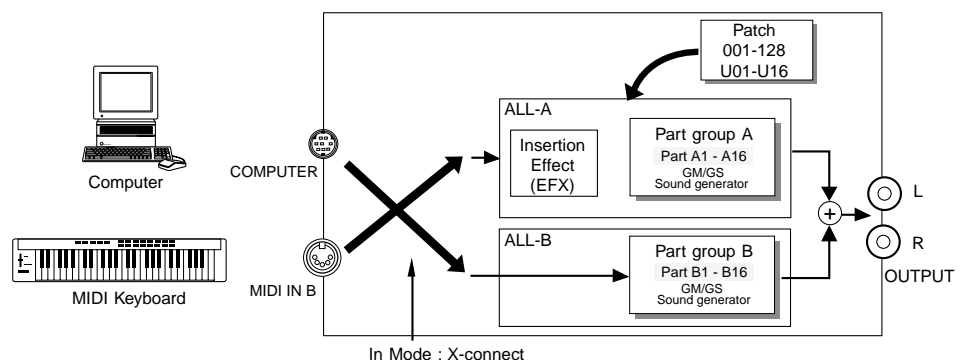 Patch
001-128
U01-U16
ALL-A
Insertion
Effect
(EFX)
Part group A
Part A1 - A16
GM/GS
Sound generator
COMPUTER
Computer
L
+
R
OUTPUT
ALL-B
Part group B
Part B1 - B16
GM/GS
Sound generator
MIDI IN B
MIDI Keyboard
In Mode : X-connect